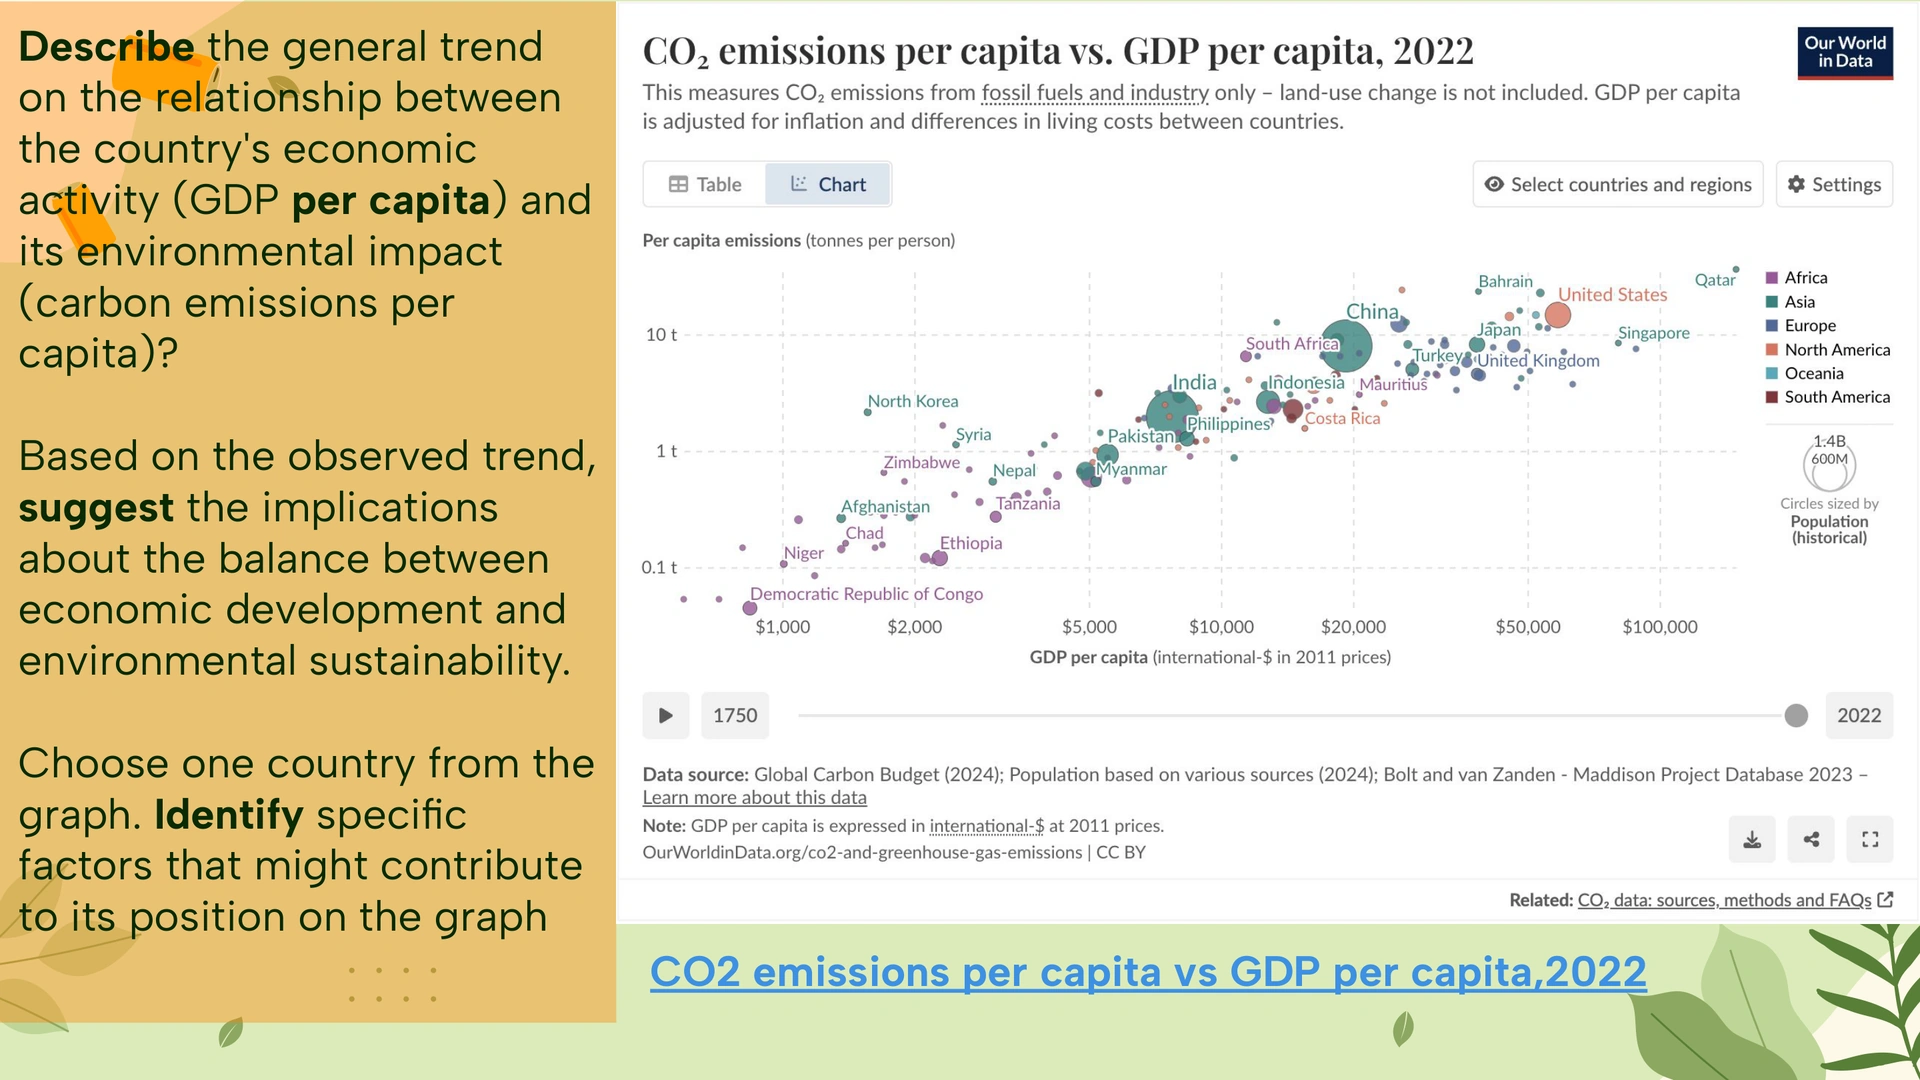 Describe the general trend
on the relationship between
the country's economic
activity (GDP per capita) and
its environmental impact
(carbon emissions per
capita)?
Based on the observed trend,
suggest the implications
about the balance between
economic development and
environmental sustainability.
Choose one country from the
graph. Identify specific
factors that might contribute
to its position on the graph
CO₂ emissions per capita vs. GDP per capita, 2022
Our World
in Data
This measures CO₂ emissions from fossil fuels and industry only – land-use change is not included. GDP per capita
is adjusted for inflation and differences in living costs between countries.
Table
Chart
Select countries and regions
Settings
Per capita emissions (tonnes per person)
10 t
1 t
0.1 t
Qatar
Bahrain
United States
China
Japan
Singapore
South Africa
Turkey
United Kingdom
India
Indonesia
Mauritius
North Korea
Costa Rica
Philippines
Syria
Pakistan
Zimbabwe
Nepal
Myanmar
Afghanistan
Tanzania
Chad
Ethiopia
Niger
Democratic Republic of Congo
$1,000
$2,000
$5,000
$10,000
$20,000
$50,000
$100,000
GDP per capita (international-$ in 2011 prices)
Africa
Asia
Europe
North America
Oceania
South America
1.4B
600M
Circles sized by
Population
(historical)
1750
2022
Data source: Global Carbon Budget (2024); Population based on various sources (2024); Bolt and van Zanden - Maddison Project Database 2023 –
Learn more about this data
Note: GDP per capita is expressed in international-$ at 2011 prices.
OurWorldinData.org/co2-and-greenhouse-gas-emissions | CC BY
Related: CO₂ data: sources, methods and FAQs
CO2 emissions per capita vs GDP per capita,2022